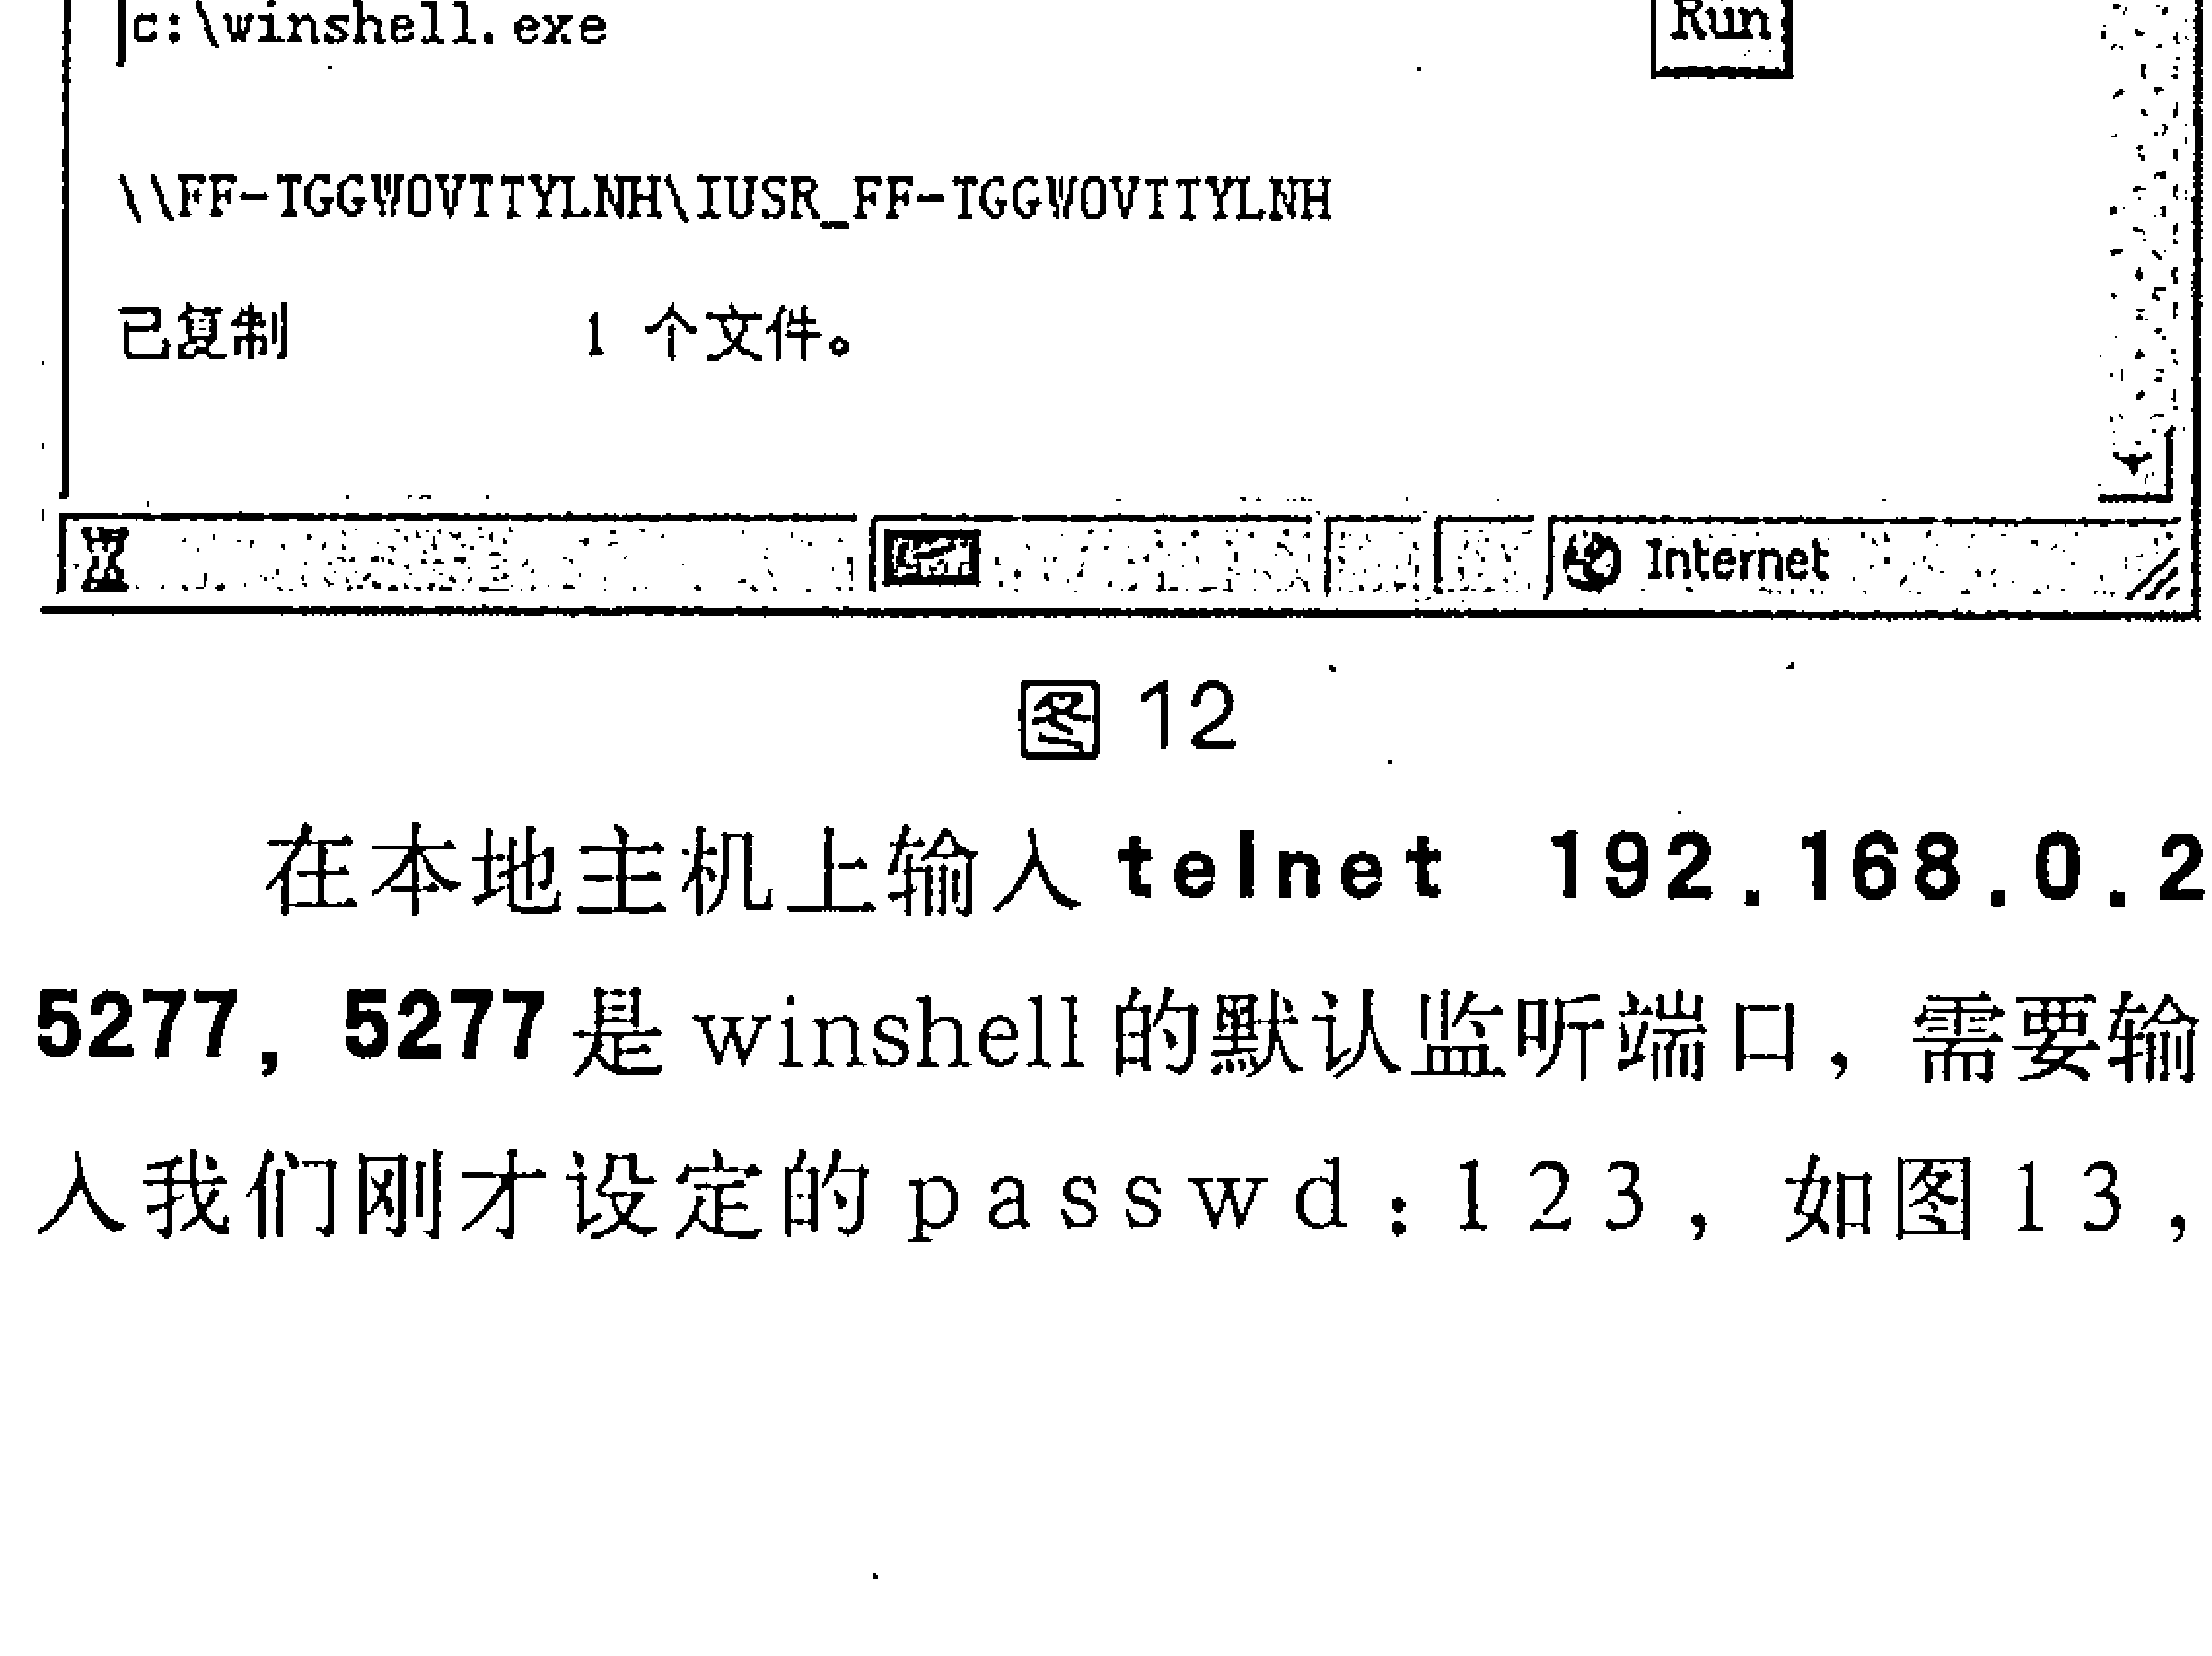 c:\winshell.exe Run
\\FF-TGGWOVTTYLNH\IUSR_FF-TGGWOVTTYLNH
已复制 1 个文件。
Internet
图 12
在本地主机上输入 telnet 192.168.0.2
5277, 5277 是 winshell 的默认监听端口, 需要输
入我们刚才设定的 passwd:123, 如图13,